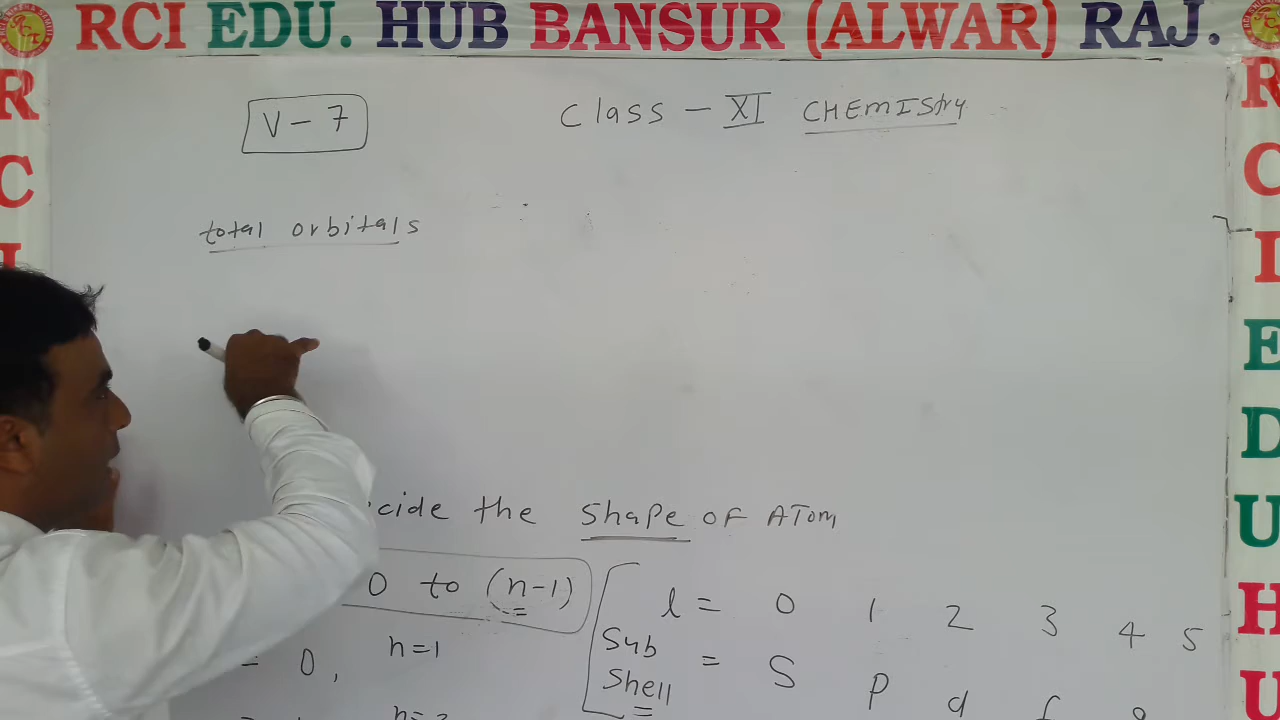 RCI EDU. HUB BANSUR (ALWAR) RAJ.
V-7
Class - XI CHEMISTRY
total orbitals
cide the shape OF ATOM
0 to (n-1)
l = 0 1 2 3 4 5
Sub Shell = S p d f g
= 0, n=1
R
C
I
R
C
I
E
D
U
H
U